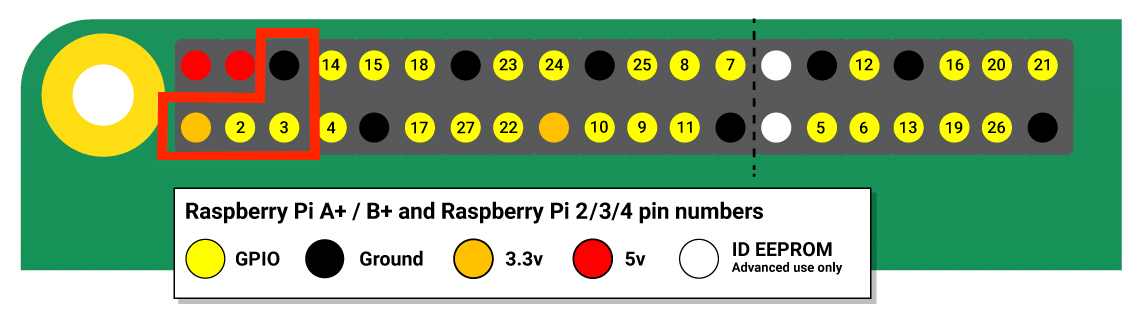 14 15 18 23 24 25 8 7 12 16 20 21
2 3 4 17 27 22 10 9 11 5 6 13 19 26
Raspberry Pi A+ / B+ and Raspberry Pi 2/3/4 pin numbers
GPIO Ground 3.3v 5v ID EEPROM
Advanced use only